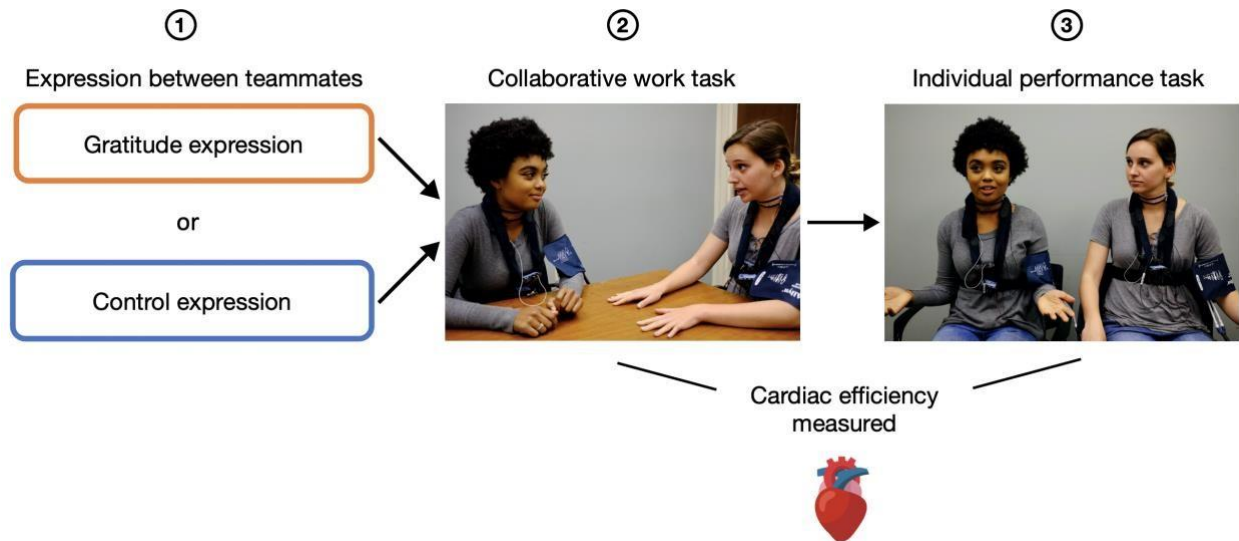 ①
②
③
Expression between teammates
Collaborative work task
Individual performance task
Gratitude expression
or
Control expression
Cardiac efficiency
measured